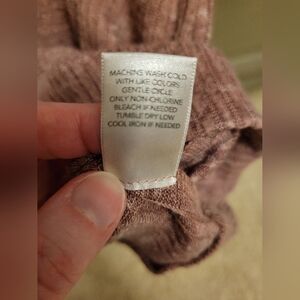 MACHINE WASH COLD
WITH LIKE COLORS
GENTLE CYCLE
ONLY NON-CHLORINE
BLEACH IF NEEDED
TUMBLE DRY LOW
COOL IRON IF NEEDED